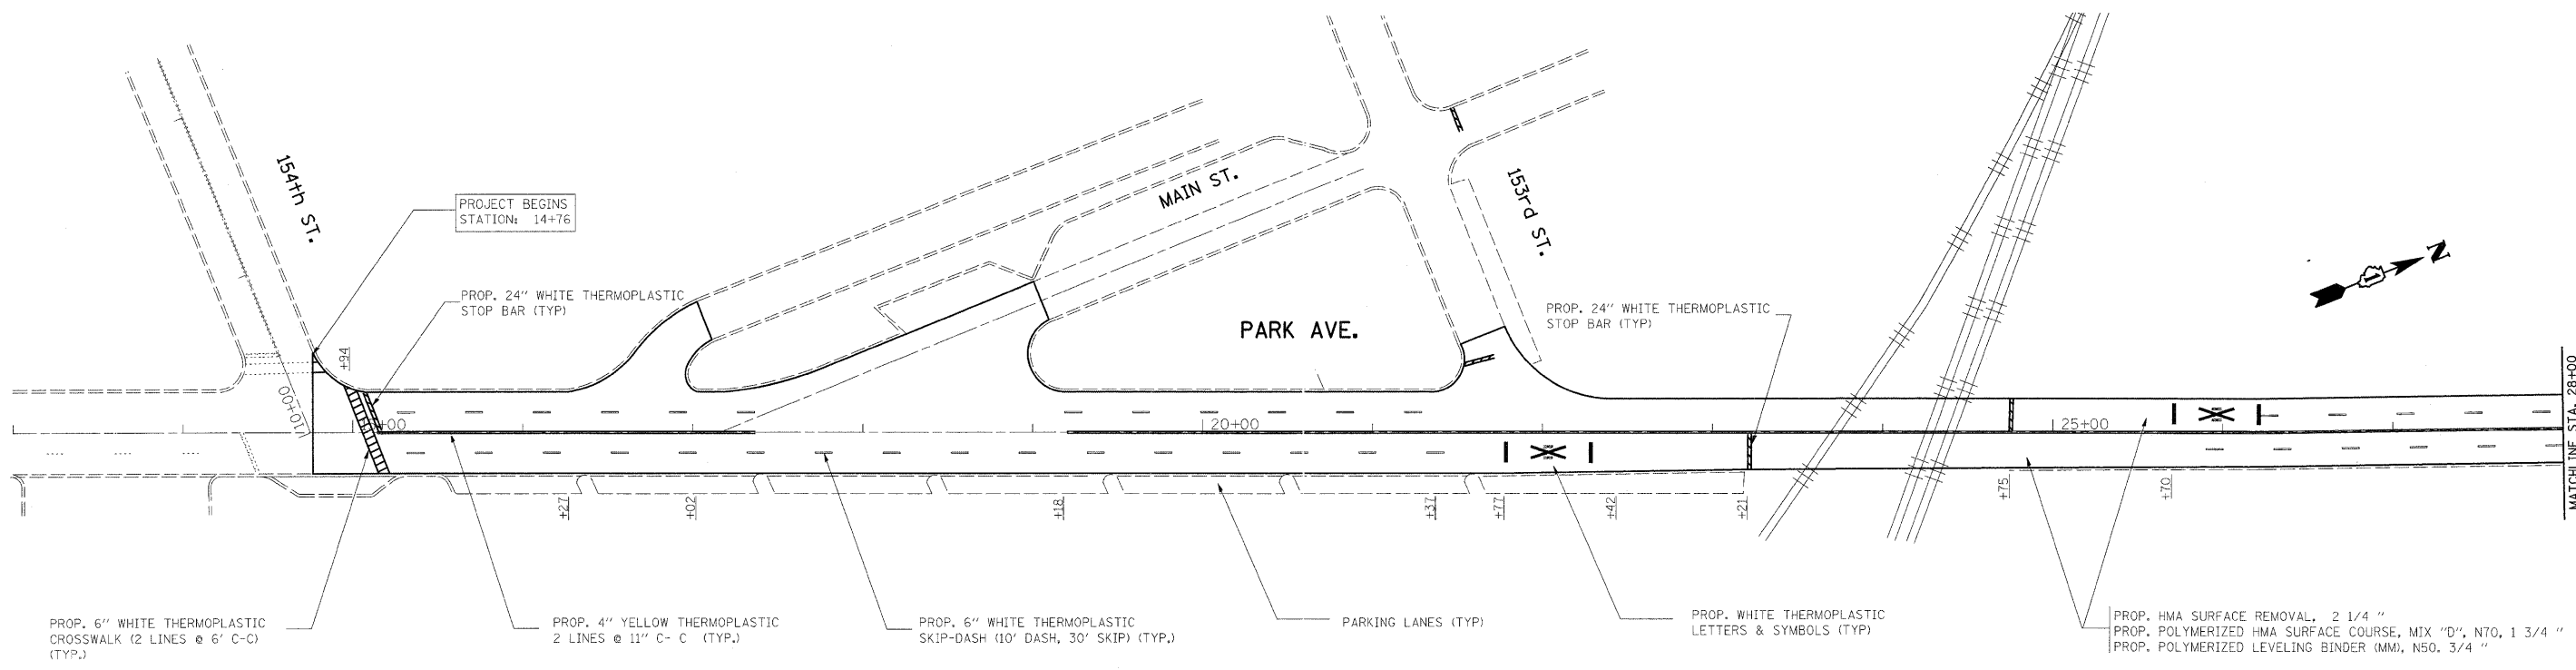 154th ST.
PROJECT BEGINS
STATION: 14+76
PROP. 24" WHITE THERMOPLASTIC
STOP BAR (TYP)
MAIN ST.
153rd ST.
PARK AVE.
PROP. 24" WHITE THERMOPLASTIC
STOP BAR (TYP)
N
+94
10+00
+00
20+00
25+00
MATCHLINE STA. 28+00
+27
+02
+18
+37
+77
+42
+21
+75
+70
PROP. 6" WHITE THERMOPLASTIC
CROSSWALK (2 LINES @ 6' C-C)
(TYP.)
PROP. 4" YELLOW THERMOPLASTIC
2 LINES @ 11" C- C (TYP.)
PROP. 6" WHITE THERMOPLASTIC
SKIP-DASH (10' DASH, 30' SKIP) (TYP.)
PARKING LANES (TYP)
PROP. WHITE THERMOPLASTIC
LETTERS & SYMBOLS (TYP)
PROP. HMA SURFACE REMOVAL, 2 1/4 "
PROP. POLYMERIZED HMA SURFACE COURSE, MIX "D", N70, 1 3/4 "
PROP. POLYMERIZED LEVELING BINDER (MM), N50. 3/4 "